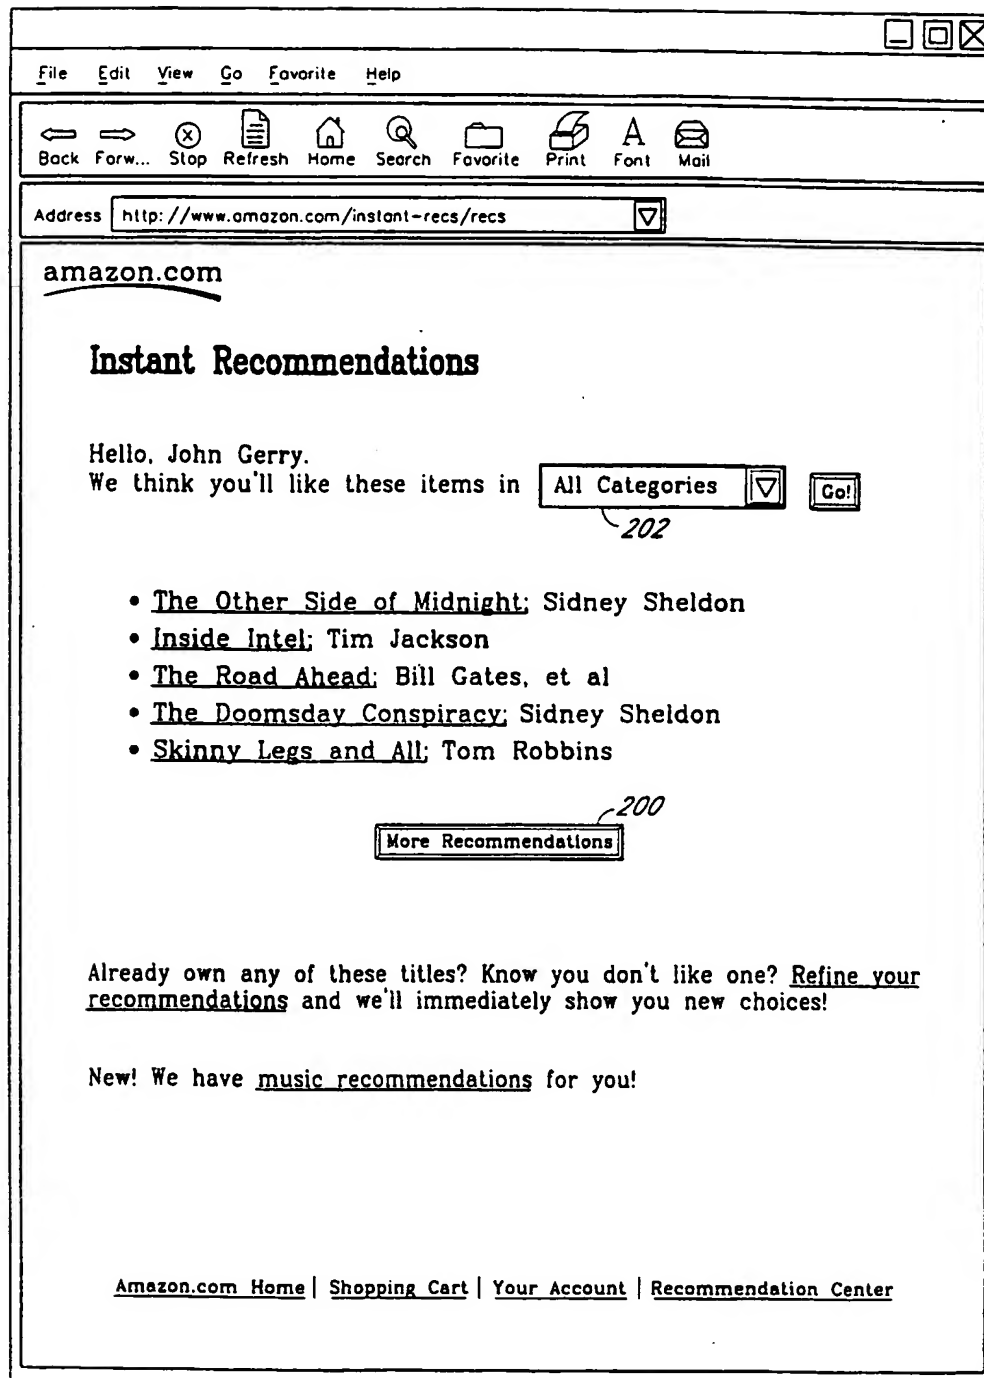 File Edit View Go Favorite Help
Back Forw... Stop Refresh Home Search Favorite Print Font Mail
Address http://www.amazon.com/instant-recs/recs
amazon.com
Instant Recommendations
Hello, John Gerry.
We think you'll like these items in All Categories Go!
202
• The Other Side of Midnight; Sidney Sheldon
• Inside Intel; Tim Jackson
• The Road Ahead; Bill Gates, et al
• The Doomsday Conspiracy; Sidney Sheldon
• Skinny Legs and All; Tom Robbins
200
More Recommendations
Already own any of these titles? Know you don't like one? Refine your
recommendations and we'll immediately show you new choices!
New! We have music recommendations for you!
Amazon.com Home | Shopping Cart | Your Account | Recommendation Center